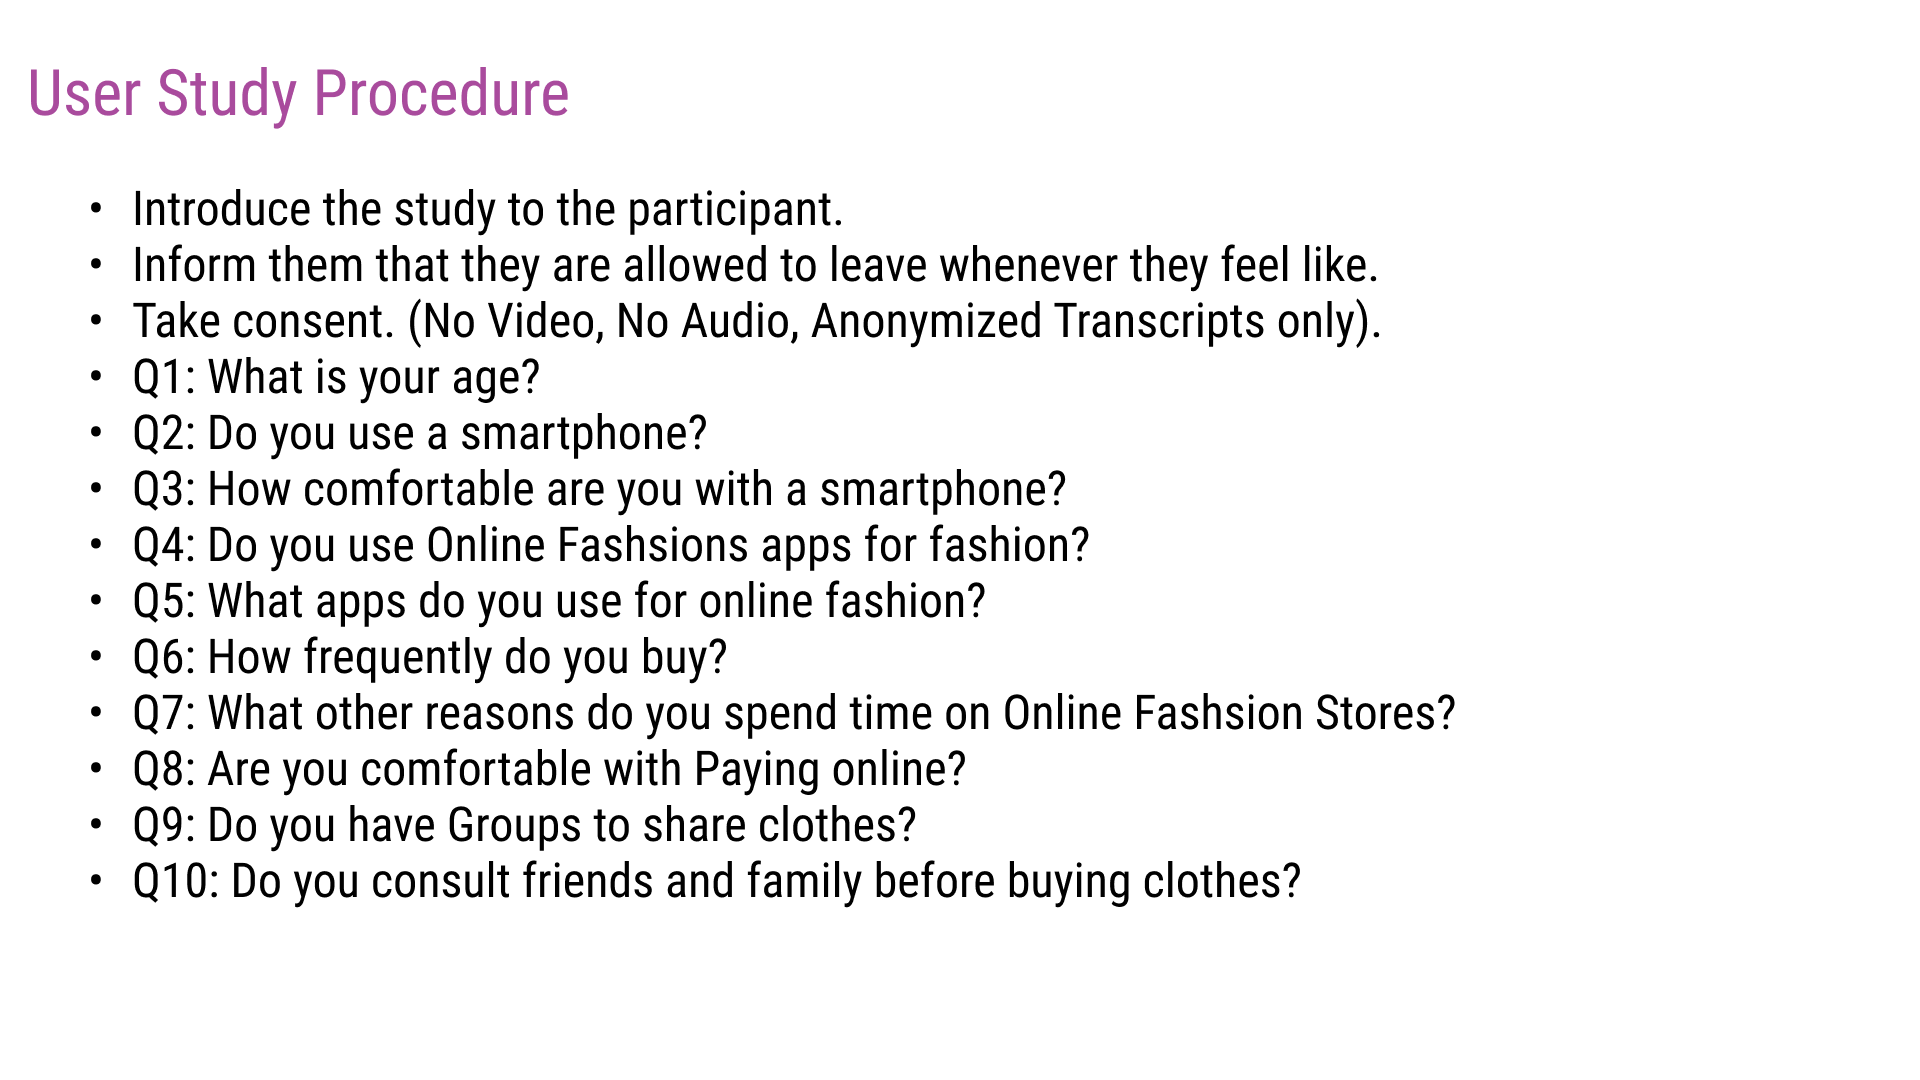 User Study Procedure
• Introduce the study to the participant.
• Inform them that they are allowed to leave whenever they feel like.
• Take consent. (No Video, No Audio, Anonymized Transcripts only).
• Q1: What is your age?
• Q2: Do you use a smartphone?
• Q3: How comfortable are you with a smartphone?
• Q4: Do you use Online Fashsions apps for fashion?
• Q5: What apps do you use for online fashion?
• Q6: How frequently do you buy?
• Q7: What other reasons do you spend time on Online Fashsion Stores?
• Q8: Are you comfortable with Paying online?
• Q9: Do you have Groups to share clothes?
• Q10: Do you consult friends and family before buying clothes?